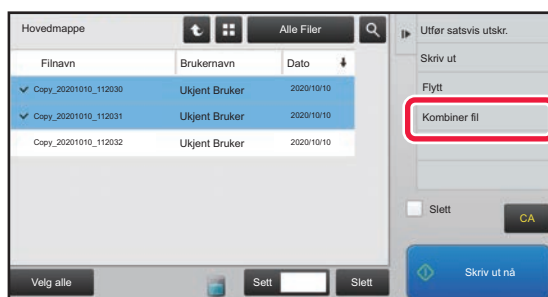 Hovedmappe
Alle Filer
Filnavn Brukernavn Dato
Copy_20201010_112030 Ukjent Bruker 2020/10/10
Copy_20201010_112031 Ukjent Bruker 2020/10/10
Copy_20201010_112032 Ukjent Bruker 2020/10/10
Velg alle Sett Slett
Utfør satsvis utskr.
Skriv ut
Flytt
Kombiner fil
Slett
CA
Skriv ut nå